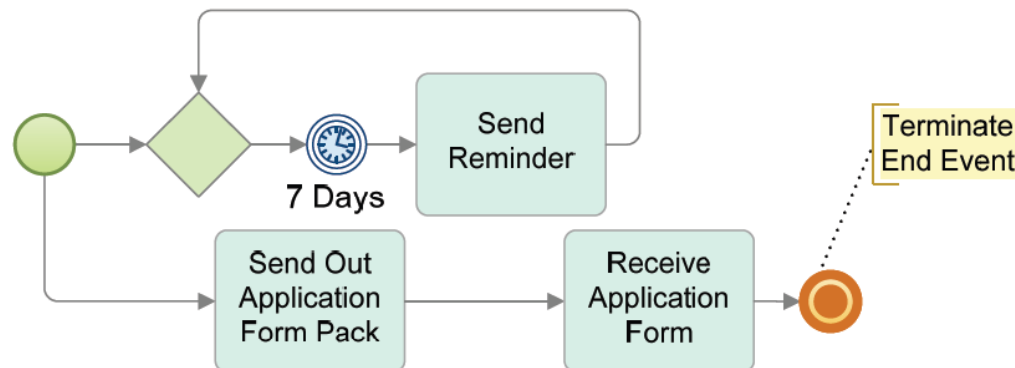 Send
Reminder
7 Days
Terminate
End Event
Send Out
Application
Form Pack
Receive
Application
Form